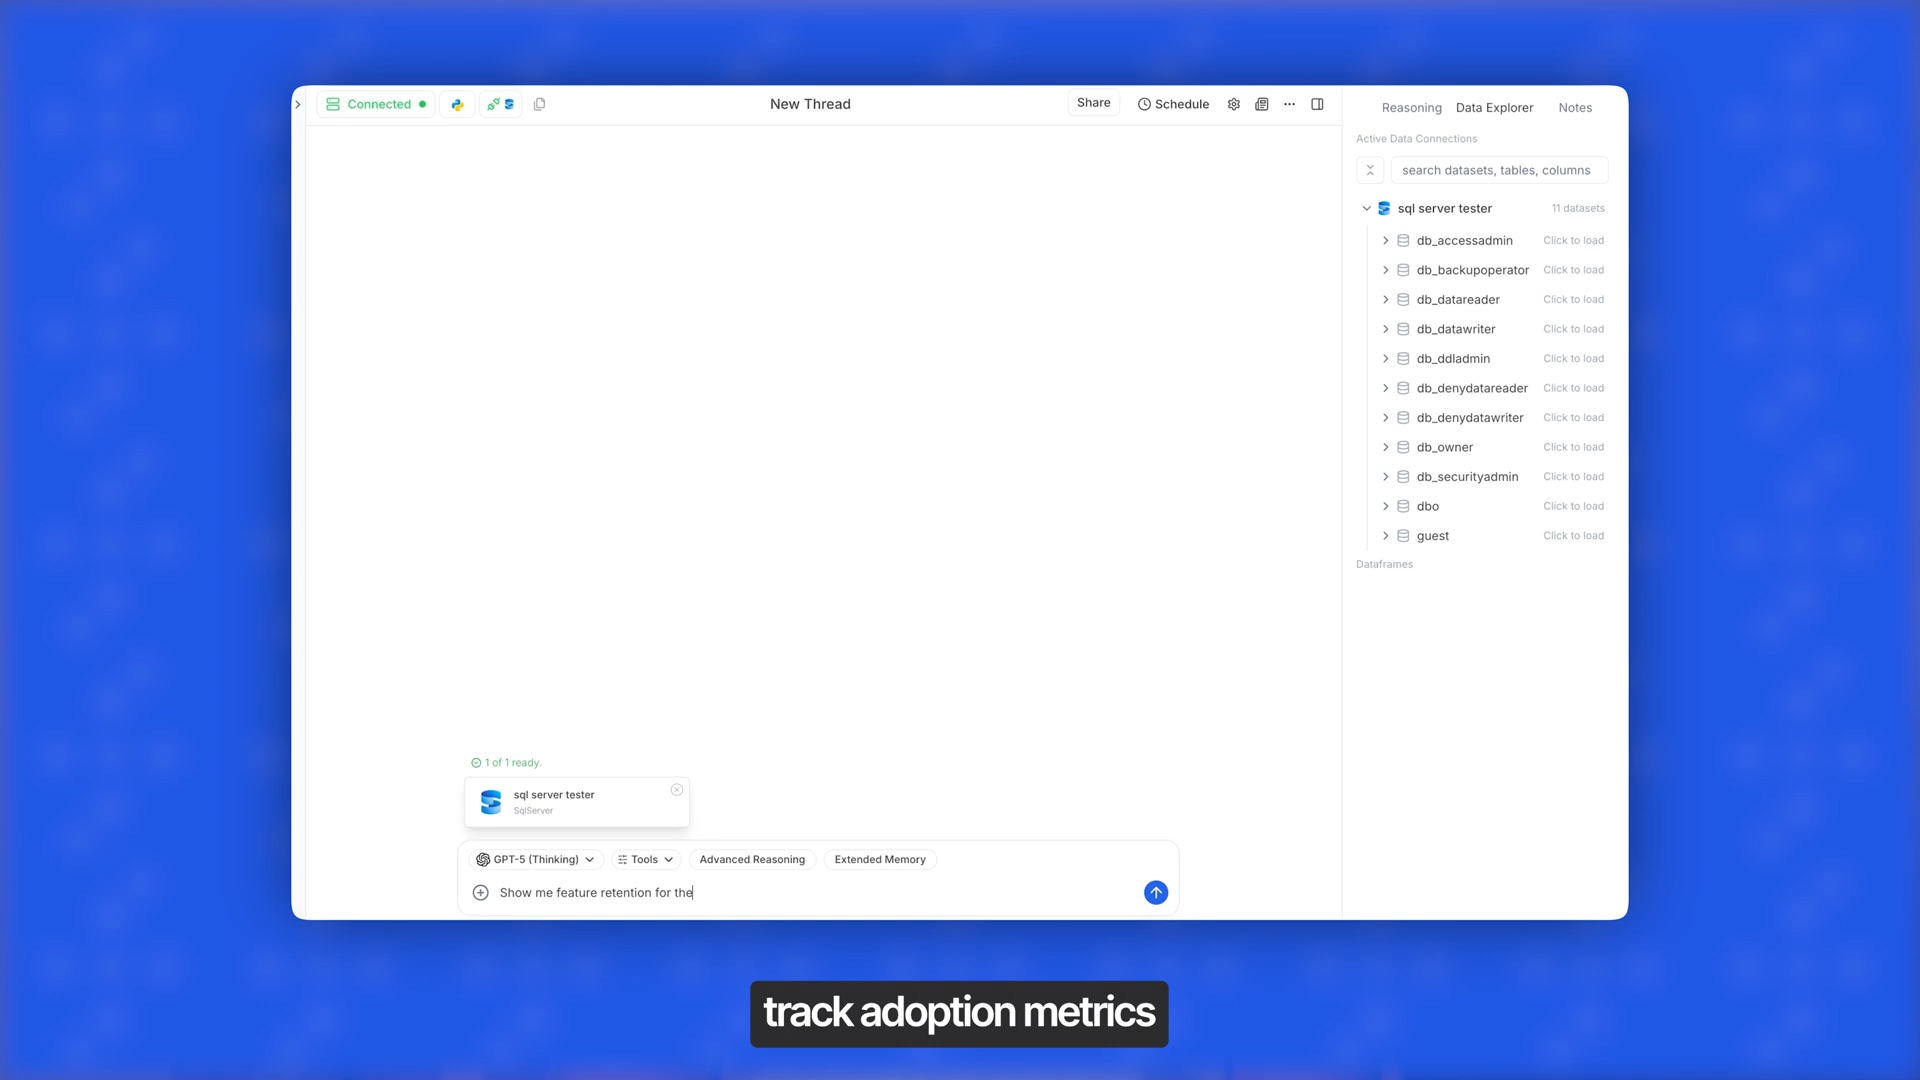 Connected
New Thread
Share
Schedule
Reasoning
Data Explorer
Notes
Active Data Connections
search datasets, tables, columns
sql server tester
11 datasets
db_accessadmin
Click to load
db_backupoperator
Click to load
db_datareader
Click to load
db_datawriter
Click to load
db_ddladmin
Click to load
db_denydatareader
Click to load
db_denydatawriter
Click to load
db_owner
Click to load
db_securityadmin
Click to load
dbo
Click to load
guest
Click to load
Dataframes
1 of 1 ready.
sql server tester
SqlServer
GPT-5 (Thinking)
Tools
Advanced Reasoning
Extended Memory
Show me feature retention for the
track adoption metrics